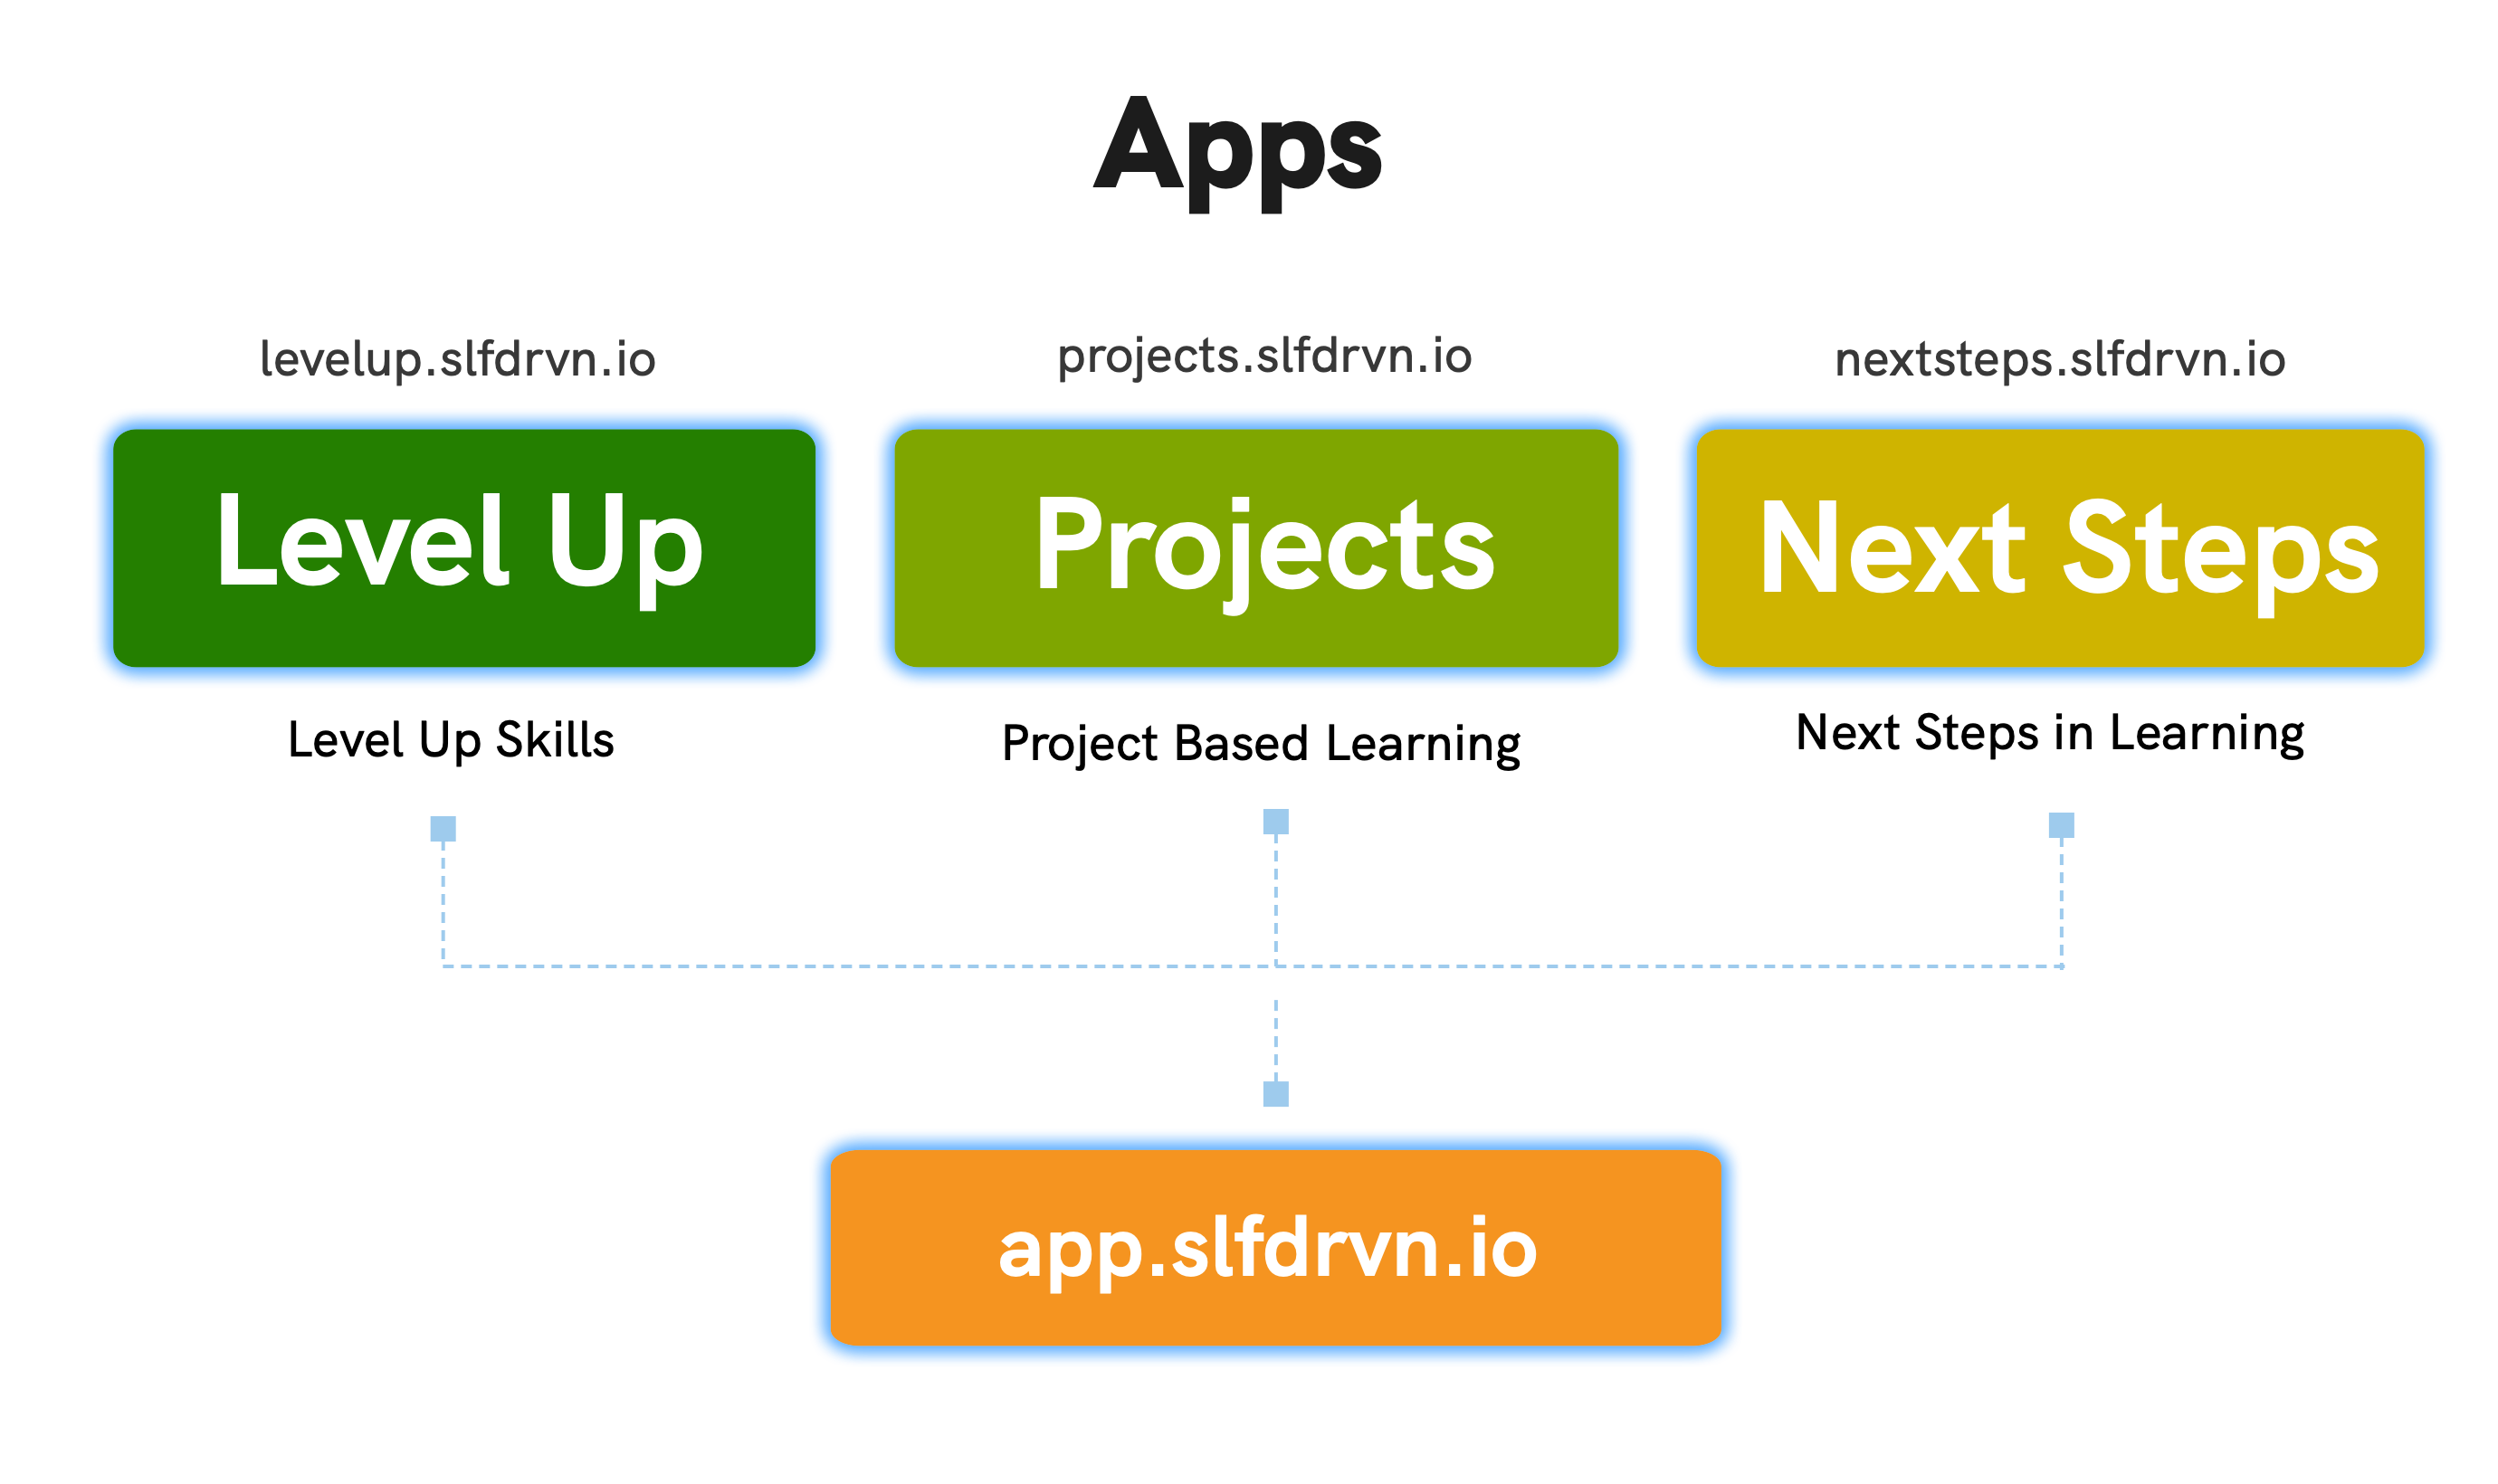 Apps
levelup.slfdrvn.io
projects.slfdrvn.io
nextsteps.slfdrvn.io
Level Up
Projects
Next Steps
Level Up Skills
Project Based Learning
Next Steps in Learning
app.slfdrvn.io